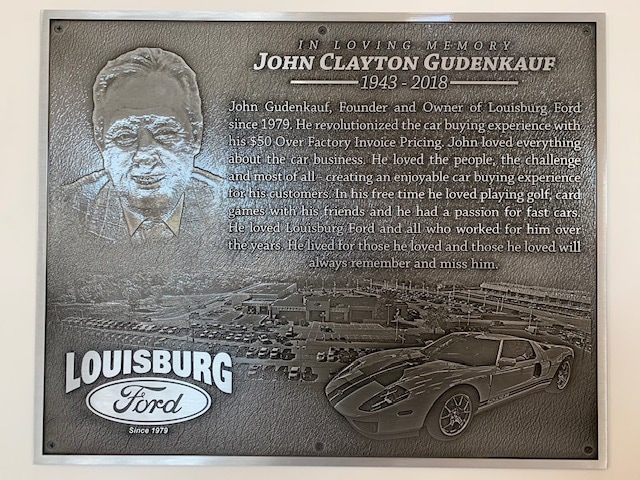 IN LOVING MEMORY
JOHN CLAYTON GUDENKAUF
1943 - 2018
John Gudenkauf, Founder and Owner of Louisburg Ford
since 1979. He revolutionized the car buying experience with
his $50 Over Factory Invoice Pricing. John loved everything
about the car business. He loved the people, the challenge
and most of all - creating an enjoyable car buying experience
for his customers. In his free time he loved playing golf, card
games with his friends and he had a passion for fast cars.
He loved Louisburg Ford and all who worked for him over
the years. He lived for those he loved and those he loved will
always remember and miss him.
LOUISBURG
Ford
Since 1979